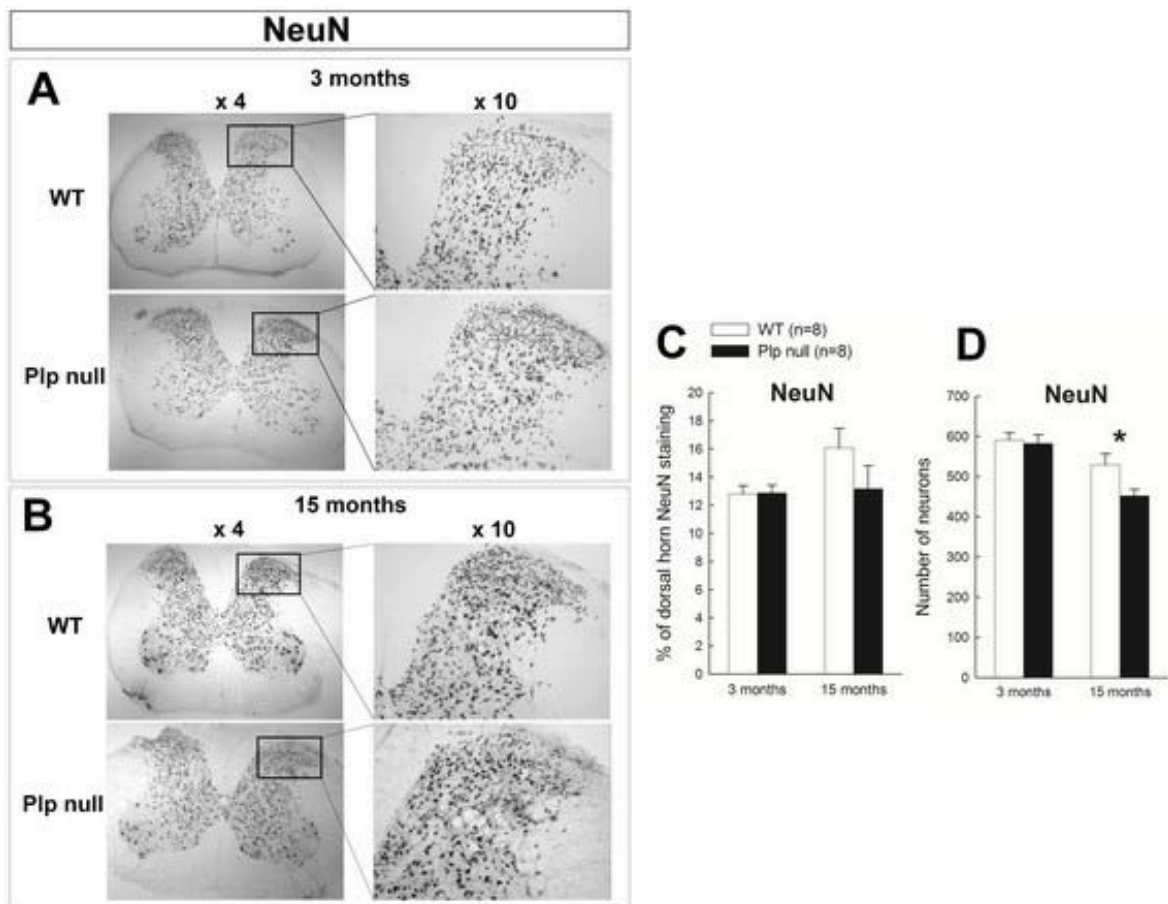 NeuN
A
3 months
x 4
x 10
WT
Plp null
B
15 months
x 4
x 10
WT
Plp null
C
WT (n=8)
Plp null (n=8)
NeuN
% of dorsal horn NeuN staining
20
18
16
14
12
10
8
6
4
2
0
3 months
15 months
D
NeuN
*
Number of neurons
700
600
500
400
300
200
100
0
3 months
15 months